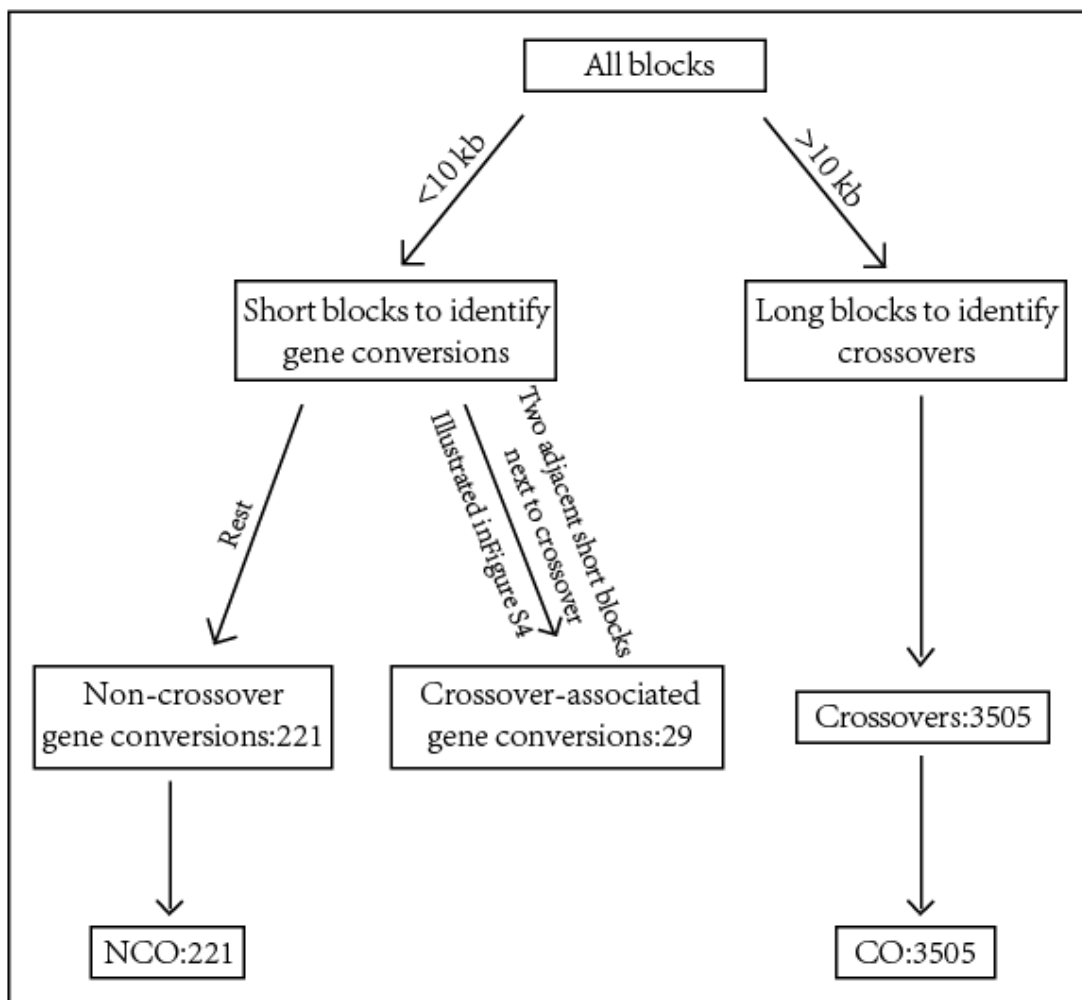 All blocks
<10 kb
>10 kb
Short blocks to identify
gene conversions
Long blocks to identify
crossovers
Rest
Illustrated inFigure S4
Two adjacent short blocks
next to crossover
Non-crossover
gene conversions:221
Crossover-associated
gene conversions:29
Crossovers:3505
NCO:221
CO:3505